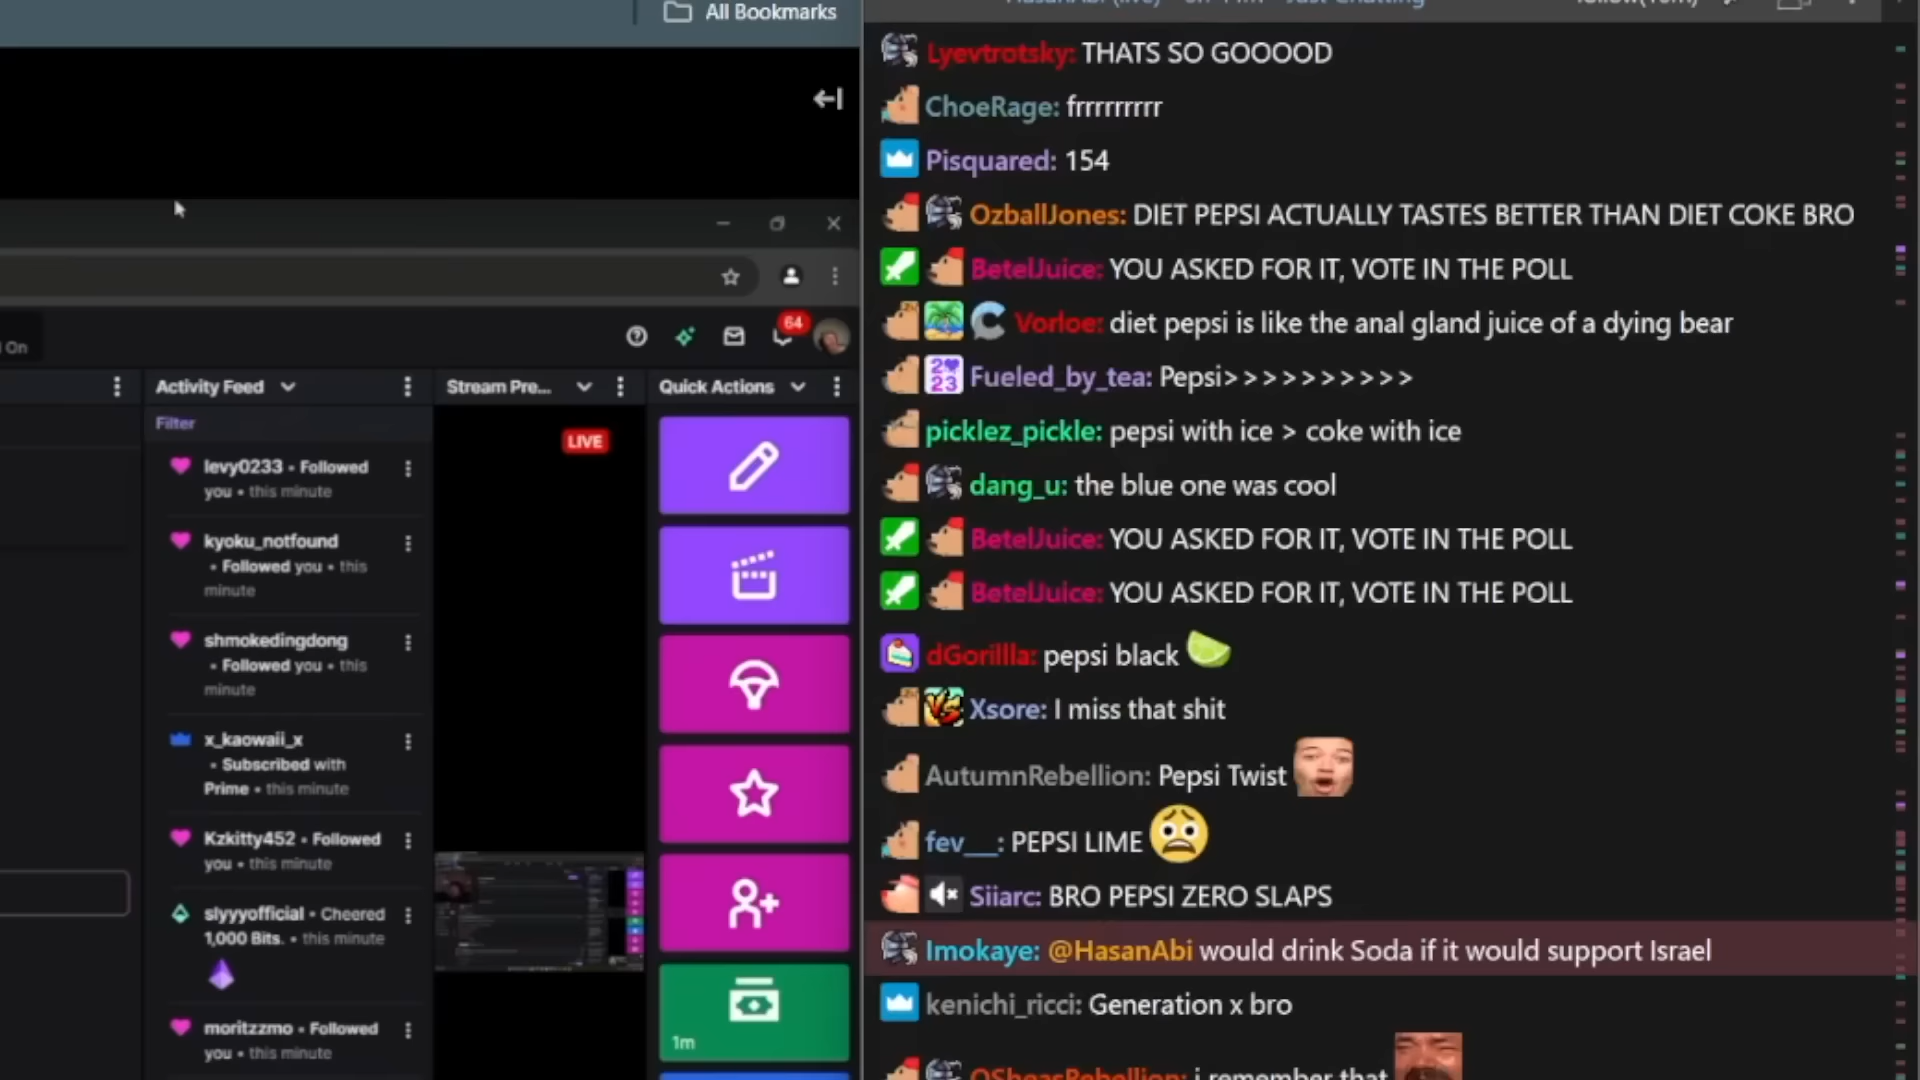 All Bookmarks
HasanAbi (live)
Just Chatting
Lyevtrotsky: THATS SO GOOOOD
ChoeRage: frrrrrrrrr
Pisquared: 154
OzballJones: DIET PEPSI ACTUALLY TASTES BETTER THAN DIET COKE BRO
BetelJuice: YOU ASKED FOR IT, VOTE IN THE POLL
Vorloe: diet pepsi is like the anal gland juice of a dying bear
Fueled_by_tea: Pepsi>>>>>>>>>>
picklez_pickle: pepsi with ice > coke with ice
dang_u: the blue one was cool
BetelJuice: YOU ASKED FOR IT, VOTE IN THE POLL
BetelJuice: YOU ASKED FOR IT, VOTE IN THE POLL
dGorillla: pepsi black
Xsore: I miss that shit
AutumnRebellion: Pepsi Twist
fev__: PEPSI LIME
Siiarc: BRO PEPSI ZERO SLAPS
Imokaye: @HasanAbi would drink Soda if it would support Israel
kenichi_ricci: Generation x bro
OSheasRebellion: i remember that
64
On
Activity Feed
Stream Pre...
Quick Actions
Filter
LIVE
levy0233 • Followed
you • this minute
kyoku_notfound
• Followed you • this
minute
shmokedingdong
• Followed you • this
minute
x_kaowaii_x
• Subscribed with
Prime • this minute
Kzkitty452 • Followed
you • this minute
slyyyofficial • Cheered
1,000 Bits. • this minute
moritzzmo • Followed
you • this minute
1m